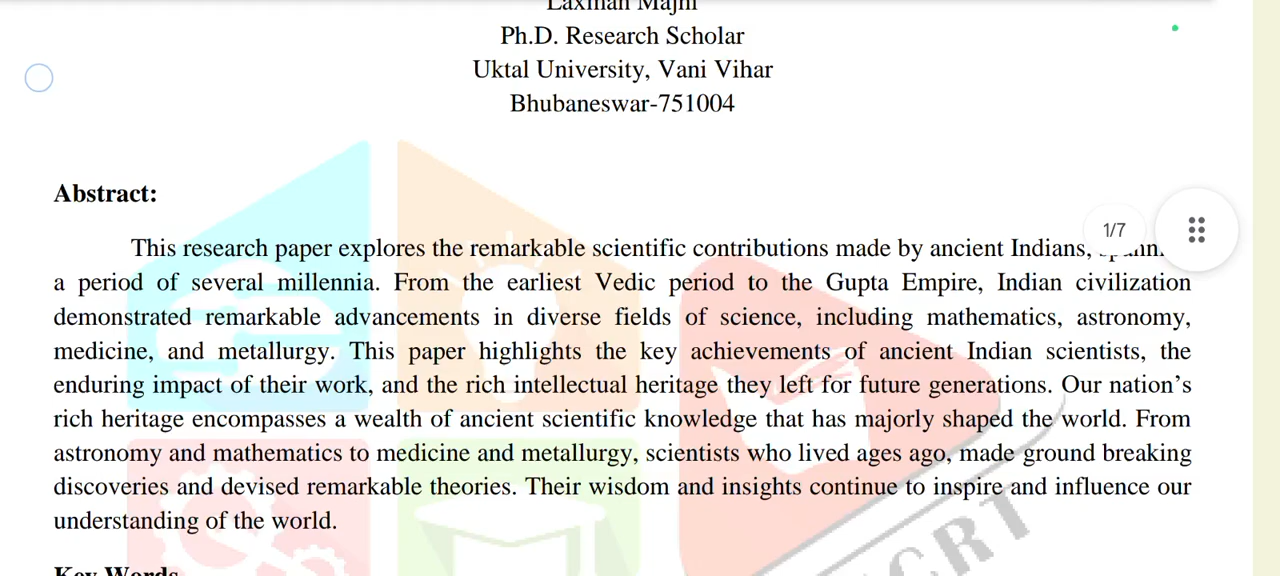 Laxman Majhi
Ph.D. Research Scholar
Uktal University, Vani Vihar
Bhubaneswar-751004
Abstract:
1/7
This research paper explores the remarkable scientific contributions made by ancient Indians,
a period of several millennia. From the earliest Vedic period to the Gupta Empire, Indian civilization
demonstrated remarkable advancements in diverse fields of science, including mathematics, astronomy,
medicine, and metallurgy. This paper highlights the key achievements of ancient Indian scientists, the
enduring impact of their work, and the rich intellectual heritage they left for future generations. Our nation’s
rich heritage encompasses a wealth of ancient scientific knowledge that has majorly shaped the world. From
astronomy and mathematics to medicine and metallurgy, scientists who lived ages ago, made ground breaking
discoveries and devised remarkable theories. Their wisdom and insights continue to inspire and influence our
understanding of the world.
Key Words
CRT